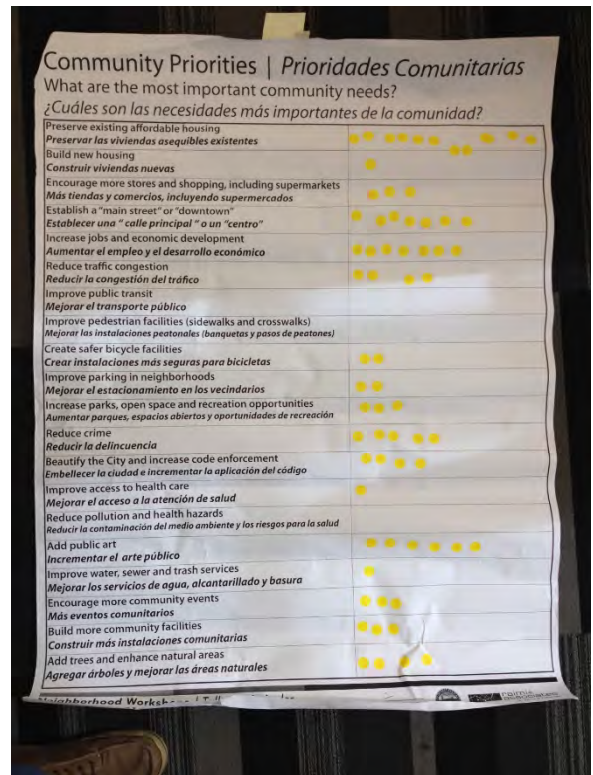 Community Priorities | Prioridades Comunitarias
What are the most important community needs?
¿Cuáles son las necesidades más importantes de la comunidad?
Preserve existing affordable housing
Preservar las viviendas asequibles existentes
Build new housing
Construir viviendas nuevas
Encourage more stores and shopping, including supermarkets
Más tiendas y comercios, incluyendo supermercados
Establish a "main street" or "downtown"
Establecer una " calle principal " o un "centro"
Increase jobs and economic development
Aumentar el empleo y el desarrollo económico
Reduce traffic congestion
Reducir la congestión del tráfico
Improve public transit
Mejorar el transporte público
Improve pedestrian facilities (sidewalks and crosswalks)
Mejorar las instalaciones peatonales (banquetas y pasos de peatones)
Create safer bicycle facilities
Crear instalaciones más seguras para bicicletas
Improve parking in neighborhoods
Mejorar el estacionamiento en los vecindarios
Increase parks, open space and recreation opportunities
Aumentar parques, espacios abiertos y oportunidades de recreación
Reduce crime
Reducir la delincuencia
Beautify the City and increase code enforcement
Embellecer la ciudad e incrementar la aplicación del código
Improve access to health care
Mejorar el acceso a la atención de salud
Reduce pollution and health hazards
Reducir la contaminación del medio ambiente y los riesgos para la salud
Add public art
Incrementar el arte público
Improve water, sewer and trash services
Mejorar los servicios de agua, alcantarillado y basura
Encourage more community events
Más eventos comunitarios
Build more community facilities
Construir más instalaciones comunitarias
Add trees and enhance natural areas
Agregar árboles y mejorar las áreas naturales
Neighborhood